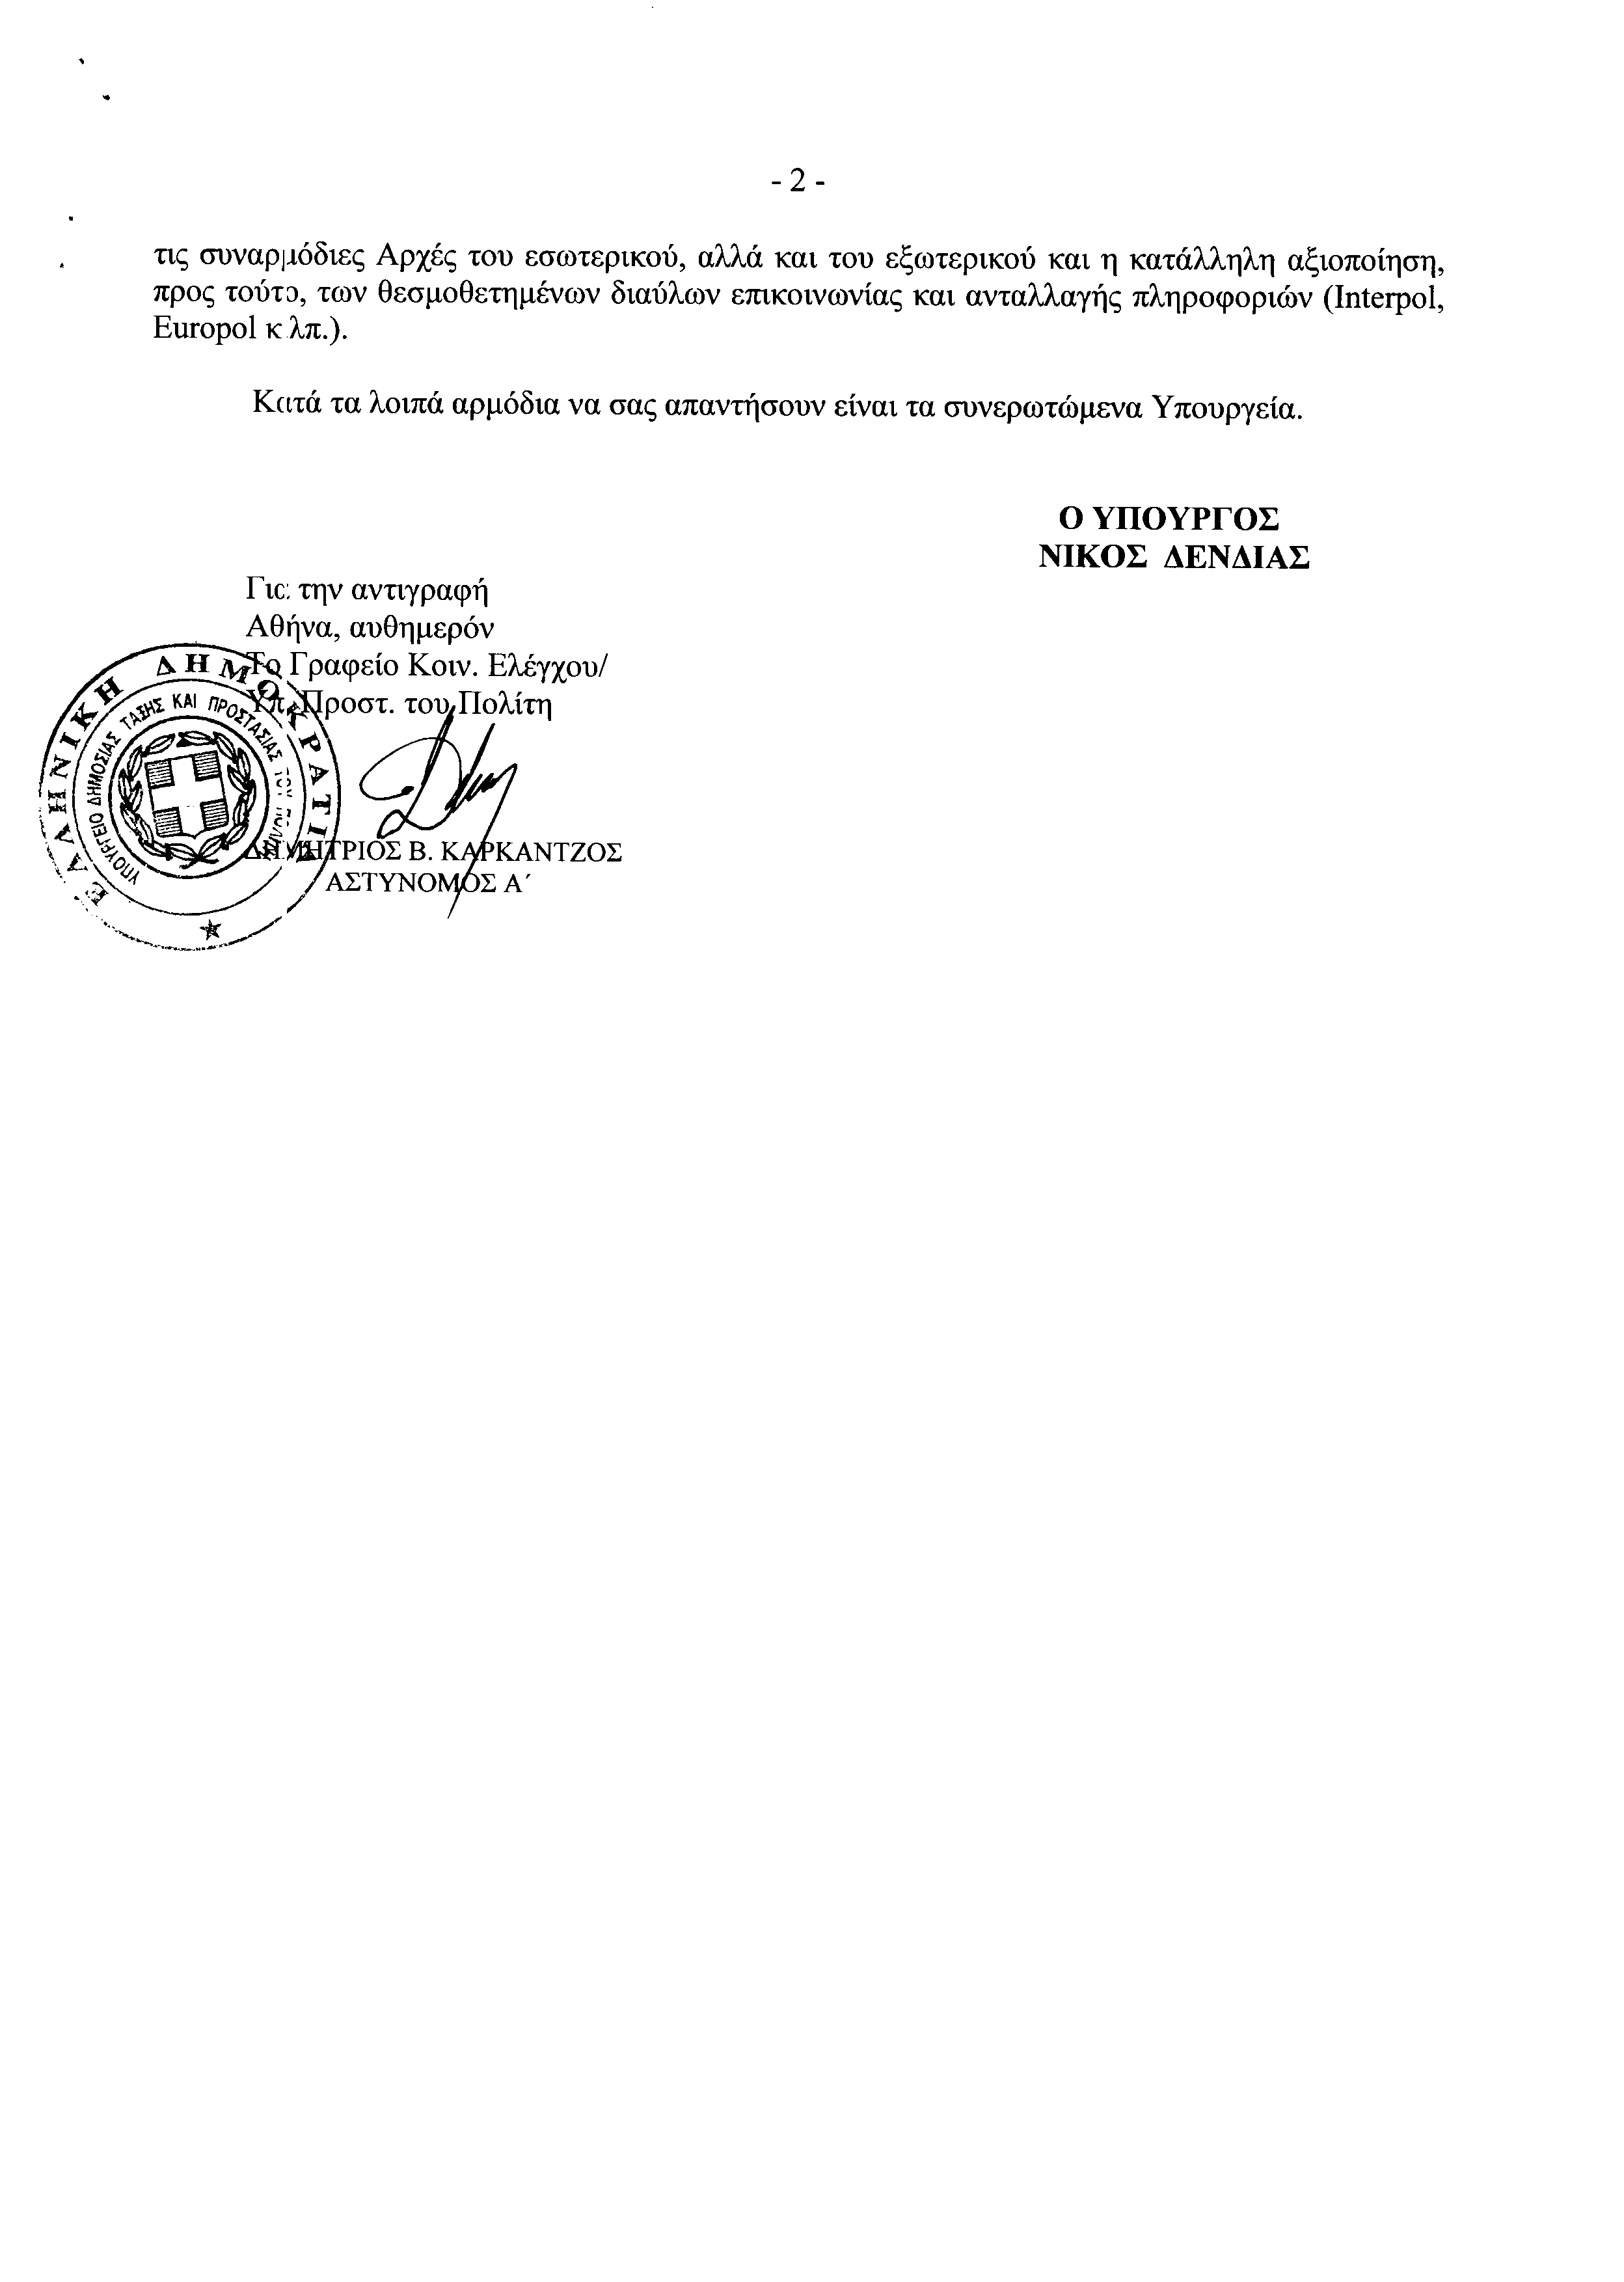 - 2 -
τις συναρμόδιες Αρχές του εσωτερικού, αλλά και του εξωτερικού και η κατάλληλη αξιοποίηση,
προς τούτο, των θεσμοθετημένων διαύλων επικοινωνίας και ανταλλαγής πληροφοριών (Interpol,
Europol κ.λπ.).
Κατά τα λοιπά αρμόδια να σας απαντήσουν είναι τα συνερωτώμενα Υπουργεία.
Ο ΥΠΟΥΡΓΟΣ
ΝΙΚΟΣ ΔΕΝΔΙΑΣ
Για την αντιγραφή
Αθήνα, αυθημερόν
Το Γραφείο Κοιν. Ελέγχου/
Υπ. Προστ. του Πολίτη
ΕΛΛΗΝΙΚΗ ΔΗΜΟΚΡΑΤΙΑ
ΥΠΟΥΡΓΕΙΟ ΔΗΜΟΣΙΑΣ ΤΑΞΗΣ ΚΑΙ ΠΡΟΣΤΑΣΙΑΣ ΤΟΥ
ΔΗΜΗΤΡΙΟΣ Β. ΚΑΡΚΑΝΤΖΟΣ
ΑΣΤΥΝΟΜΟΣ Α΄